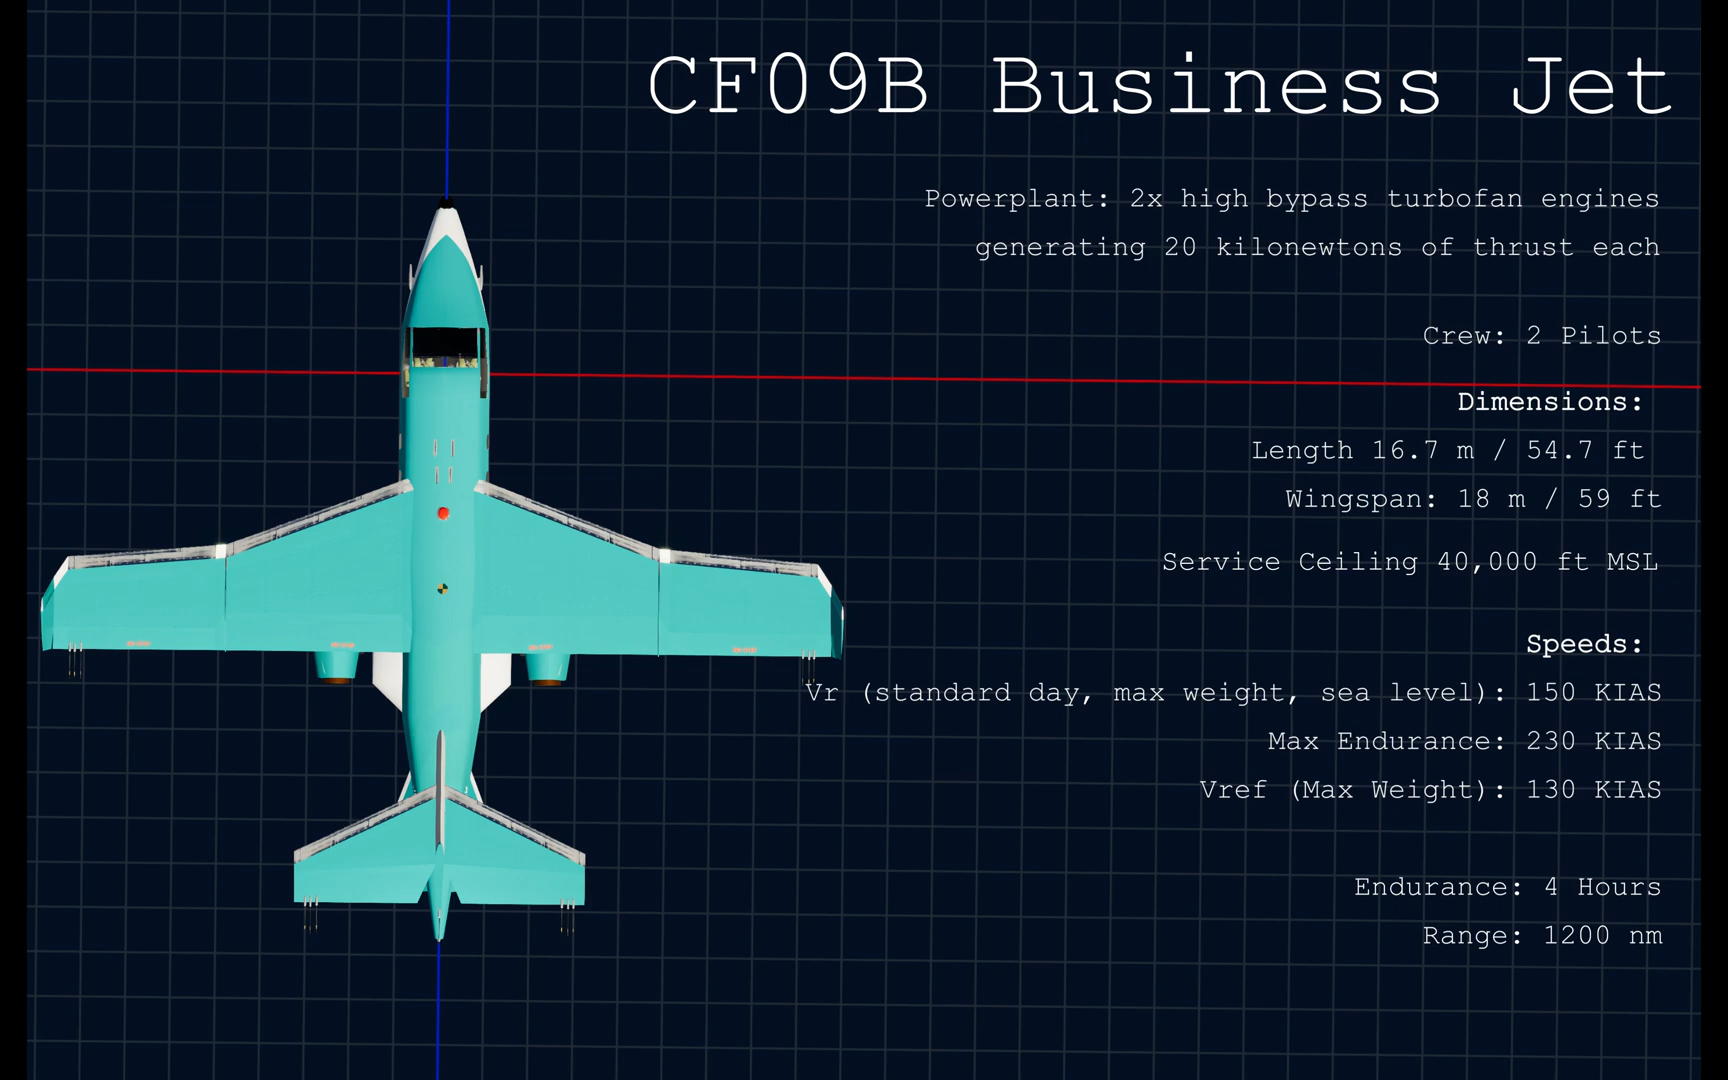 CF09B Business Jet
Powerplant: 2x high bypass turbofan engines
generating 20 kilonewtons of thrust each
Crew: 2 Pilots
Dimensions:
Length 16.7 m / 54.7 ft
Wingspan: 18 m / 59 ft
Service Ceiling 40,000 ft MSL
Speeds:
Vr (standard day, max weight, sea level): 150 KIAS
Max Endurance: 230 KIAS
Vref (Max Weight): 130 KIAS
Endurance: 4 Hours
Range: 1200 nm